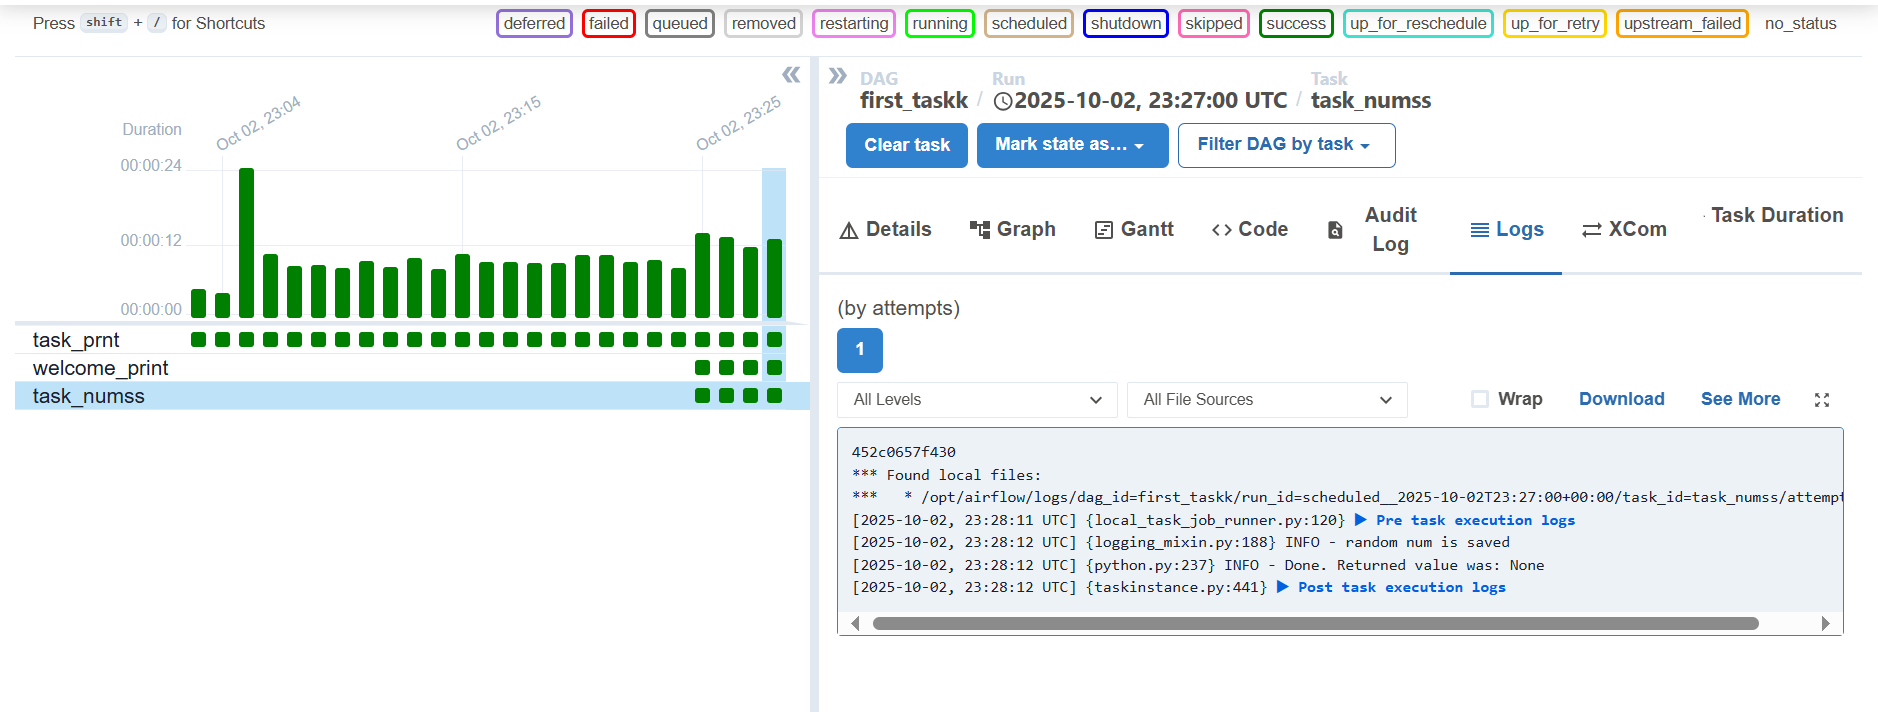 Press shift + / for Shortcuts
deferred failed queued removed restarting running scheduled shutdown skipped success up_for_reschedule up_for_retry upstream_failed no_status
Duration
Oct 02, 23:04
Oct 02, 23:15
Oct 02, 23:25
00:00:24
00:00:12
00:00:00
task_prnt
welcome_print
task_numss
DAG
first_taskk
/
Run
2025-10-02, 23:27:00 UTC
/
Task
task_numss
Clear task
Mark state as...
Filter DAG by task
Details
Graph
Gantt
Code
Audit
Log
Logs
XCom
Task Duration
(by attempts)
1
All Levels
All File Sources
Wrap
Download
See More
452c0657f430
*** Found local files:
***   * /opt/airflow/logs/dag_id=first_taskk/run_id=scheduled__2025-10-02T23:27:00+00:00/task_id=task_numss/attempt
[2025-10-02, 23:28:11 UTC] {local_task_job_runner.py:120} ▶ Pre task execution logs
[2025-10-02, 23:28:12 UTC] {logging_mixin.py:188} INFO - random num is saved
[2025-10-02, 23:28:12 UTC] {python.py:237} INFO - Done. Returned value was: None
[2025-10-02, 23:28:12 UTC] {taskinstance.py:441} ▶ Post task execution logs